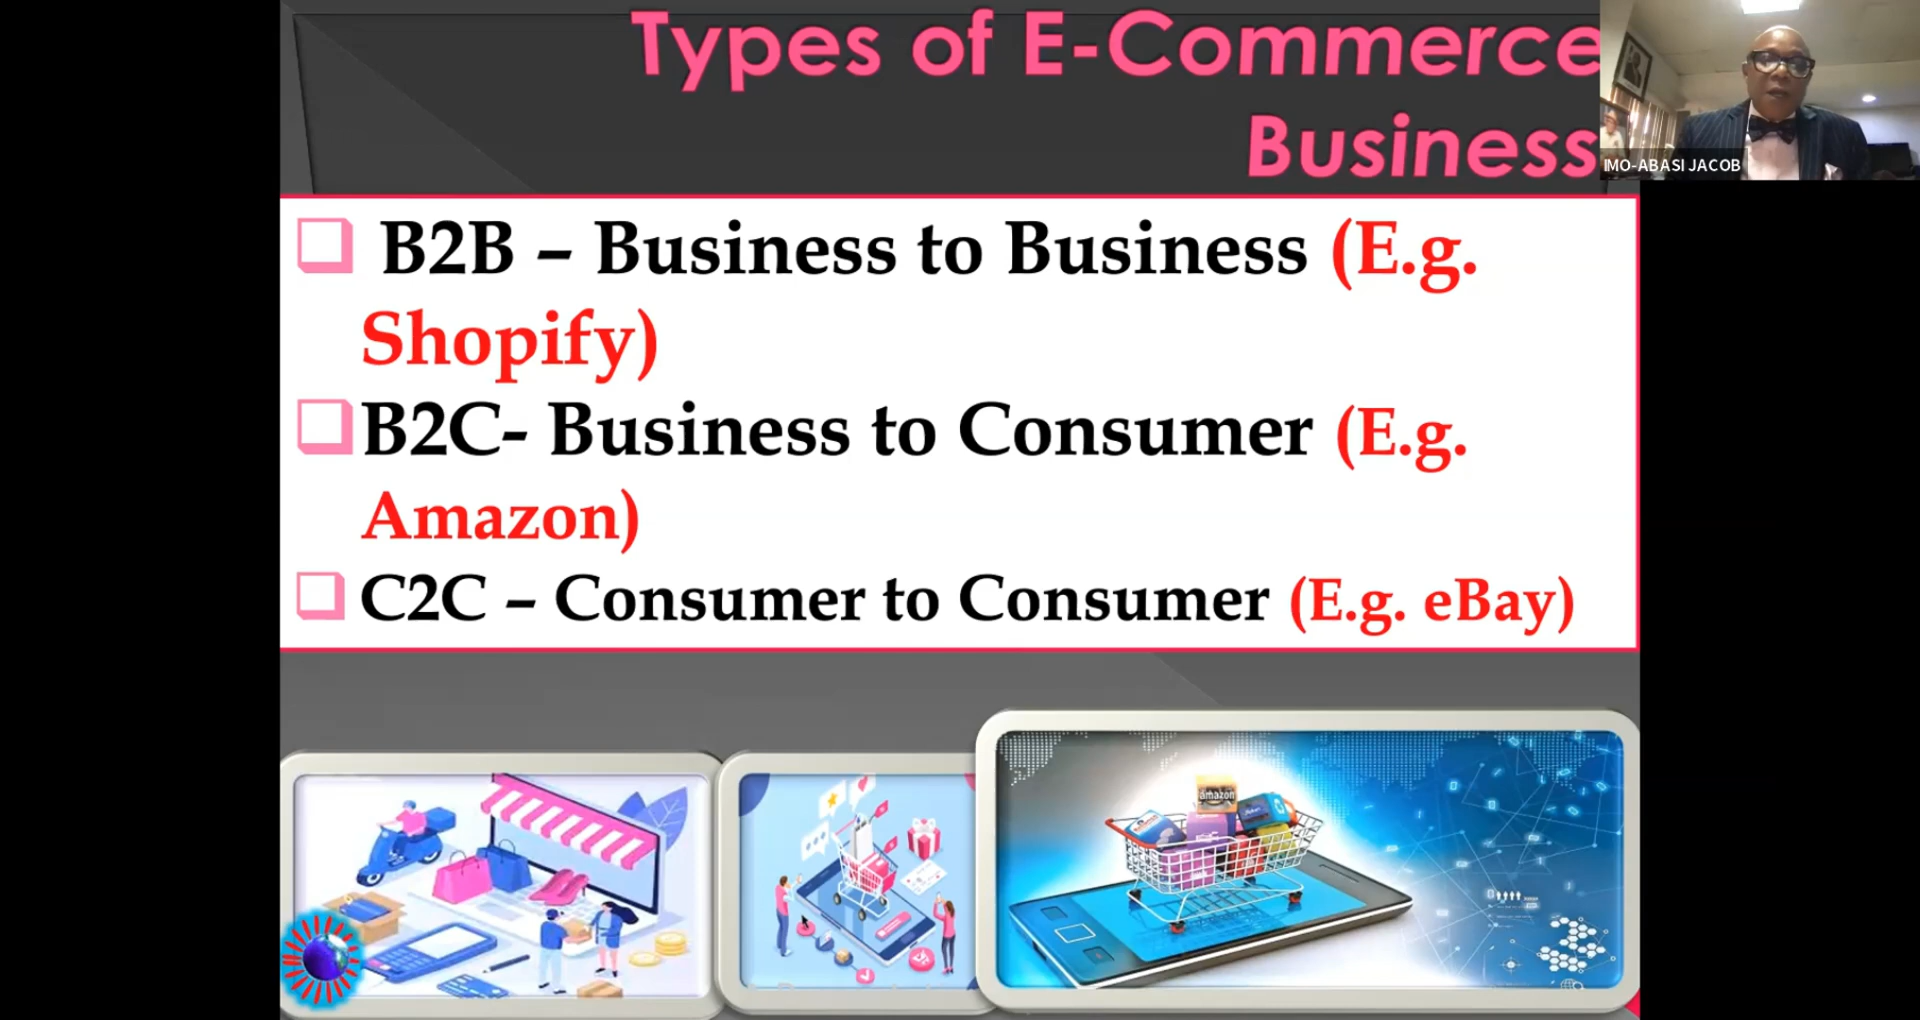 Types of E-Commerce
Business
IMO-ABASI JACOB
B2B – Business to Business (E.g.
Shopify)
B2C- Business to Consumer (E.g.
Amazon)
C2C – Consumer to Consumer (E.g. eBay)
amazon